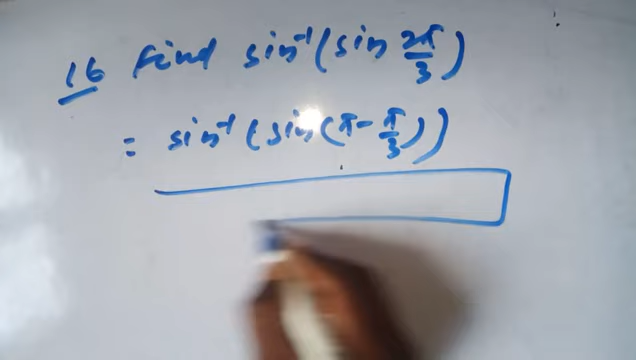 16 Find sin⁻¹(sin 2π/3)
= sin⁻¹(sin(π - π/3))